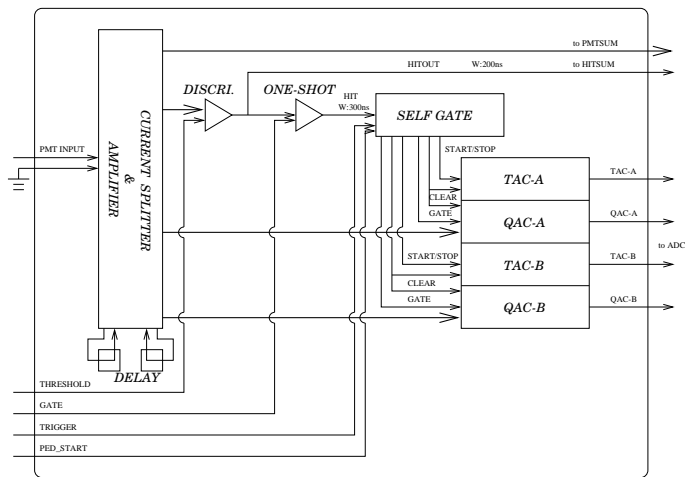 to PMTSUM
HITOUT W:200ns to HITSUM
DISCRI. ONE-SHOT
HIT
W:300ns
SELF GATE
START/STOP
PMT INPUT
CURRENT SPLITTER
&
AMPLIFIER
TAC-A
TAC-A
CLEAR
GATE
QAC-A
QAC-A
to ADC
START/STOP
TAC-B
TAC-B
CLEAR
GATE
QAC-B
QAC-B
DELAY
THRESHOLD
GATE
TRIGGER
PED_START